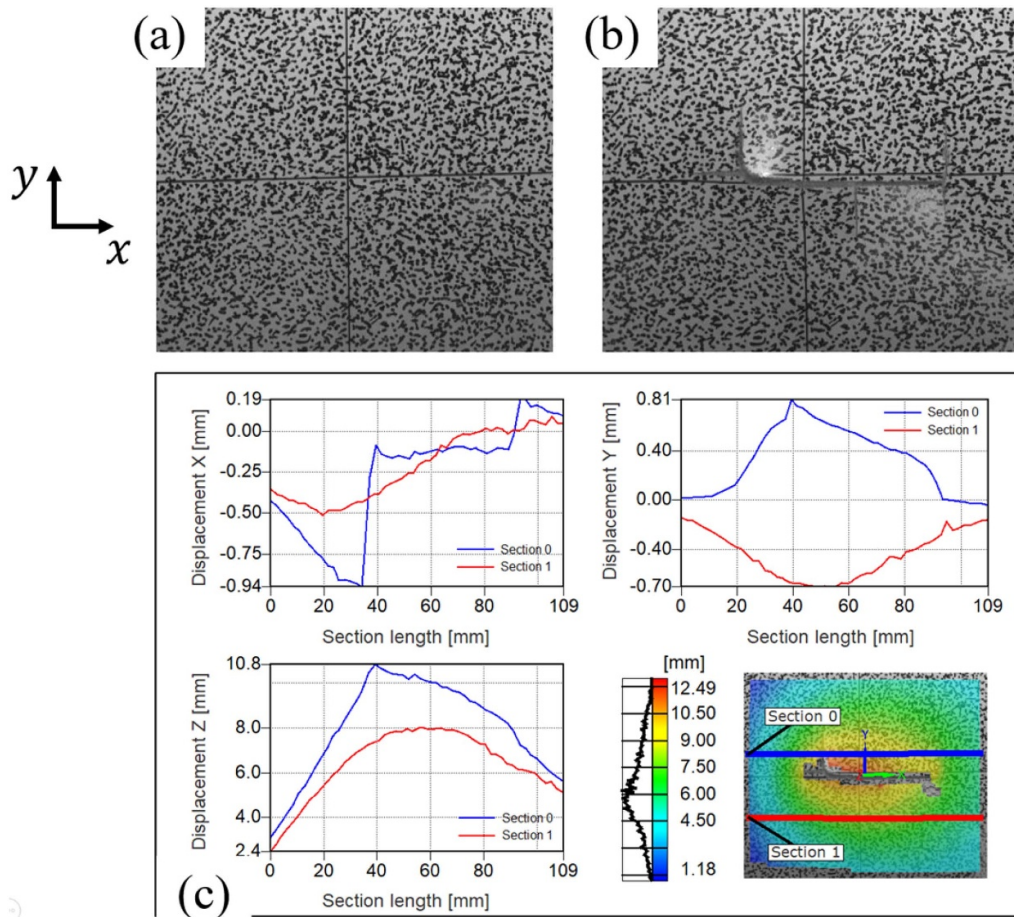 (a)
(b)
y
x
0.19
0.00
-0.25
-0.50
-0.75
-0.94
Displacement X [mm]
Section 0
Section 1
0
20
40
60
80
109
Section length [mm]
0.81
0.40
0.00
-0.40
-0.70
Displacement Y [mm]
Section 0
Section 1
0
20
40
60
80
109
Section length [mm]
10.8
8.0
6.0
4.0
2.4
Displacement Z [mm]
Section 0
Section 1
0
20
40
60
80
109
Section length [mm]
[mm]
12.49
10.50
9.00
7.50
6.00
4.50
1.18
Section 0
Y
Section 1
(c)